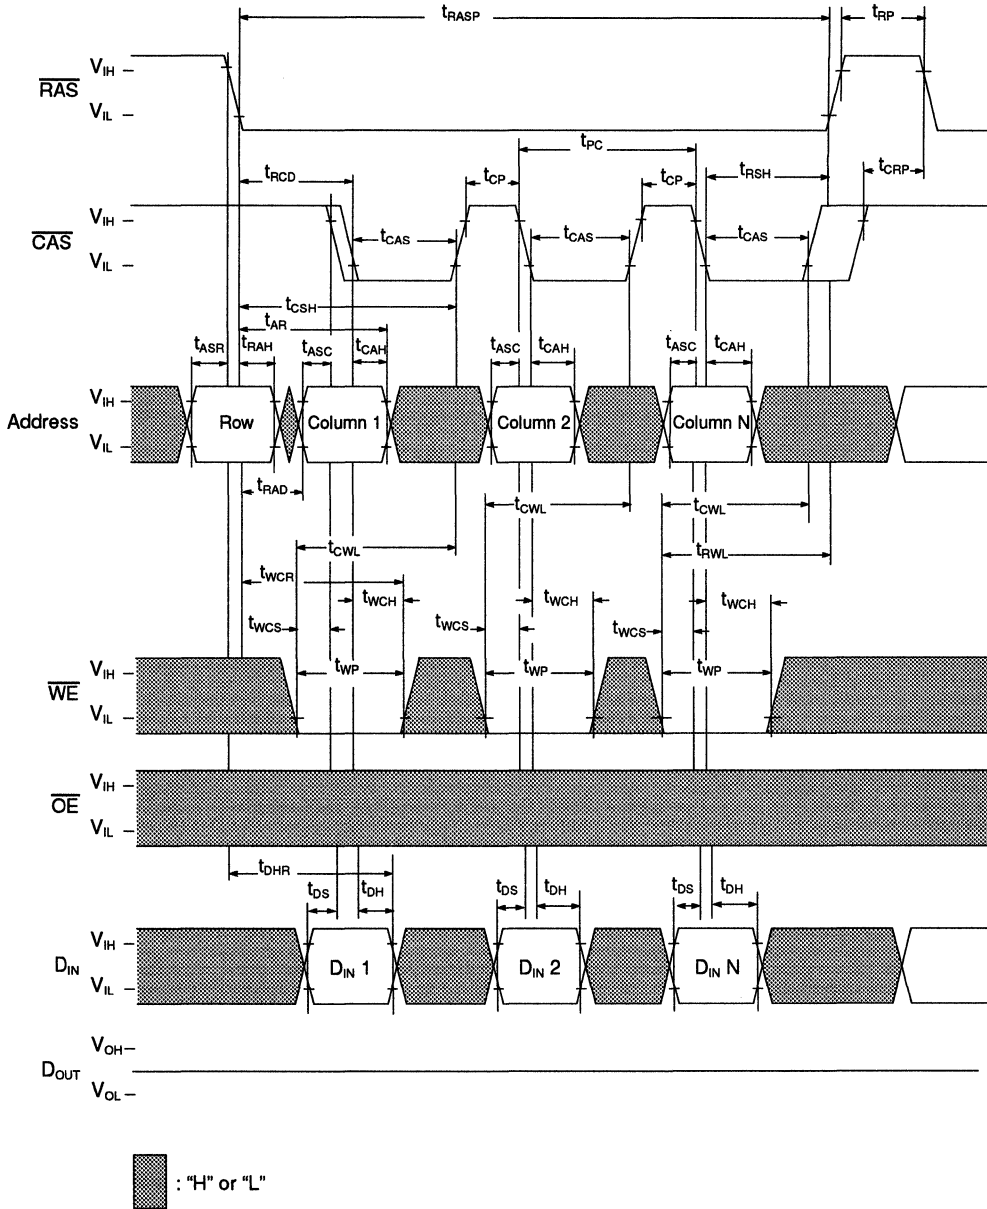 tRASP tRP
VIH
RAS
VIL
tPC
tRCD tCP tCP tRSH tCRP
VIH
CAS
tCAS tCAS tCAS
VIL
tCSH
tAR
tASR tRAH tASC tCAH tASC tCAH tASC tCAH
VIH
Address Row Column 1 Column 2 Column N
VIL
tRAD
tCWL tCWL
tCWL tRWL
tWCR
tWCH tWCH tWCH
tWCS tWCS tWCS
VIH
tWP tWP tWP
WE
VIL
VIH
OE
VIL
tDHR
tDS tDH tDS tDH tDS tDH
VIH
DIN DIN 1 DIN 2 DIN N
VIL
VOH
DOUT
VOL
: “H” or “L”